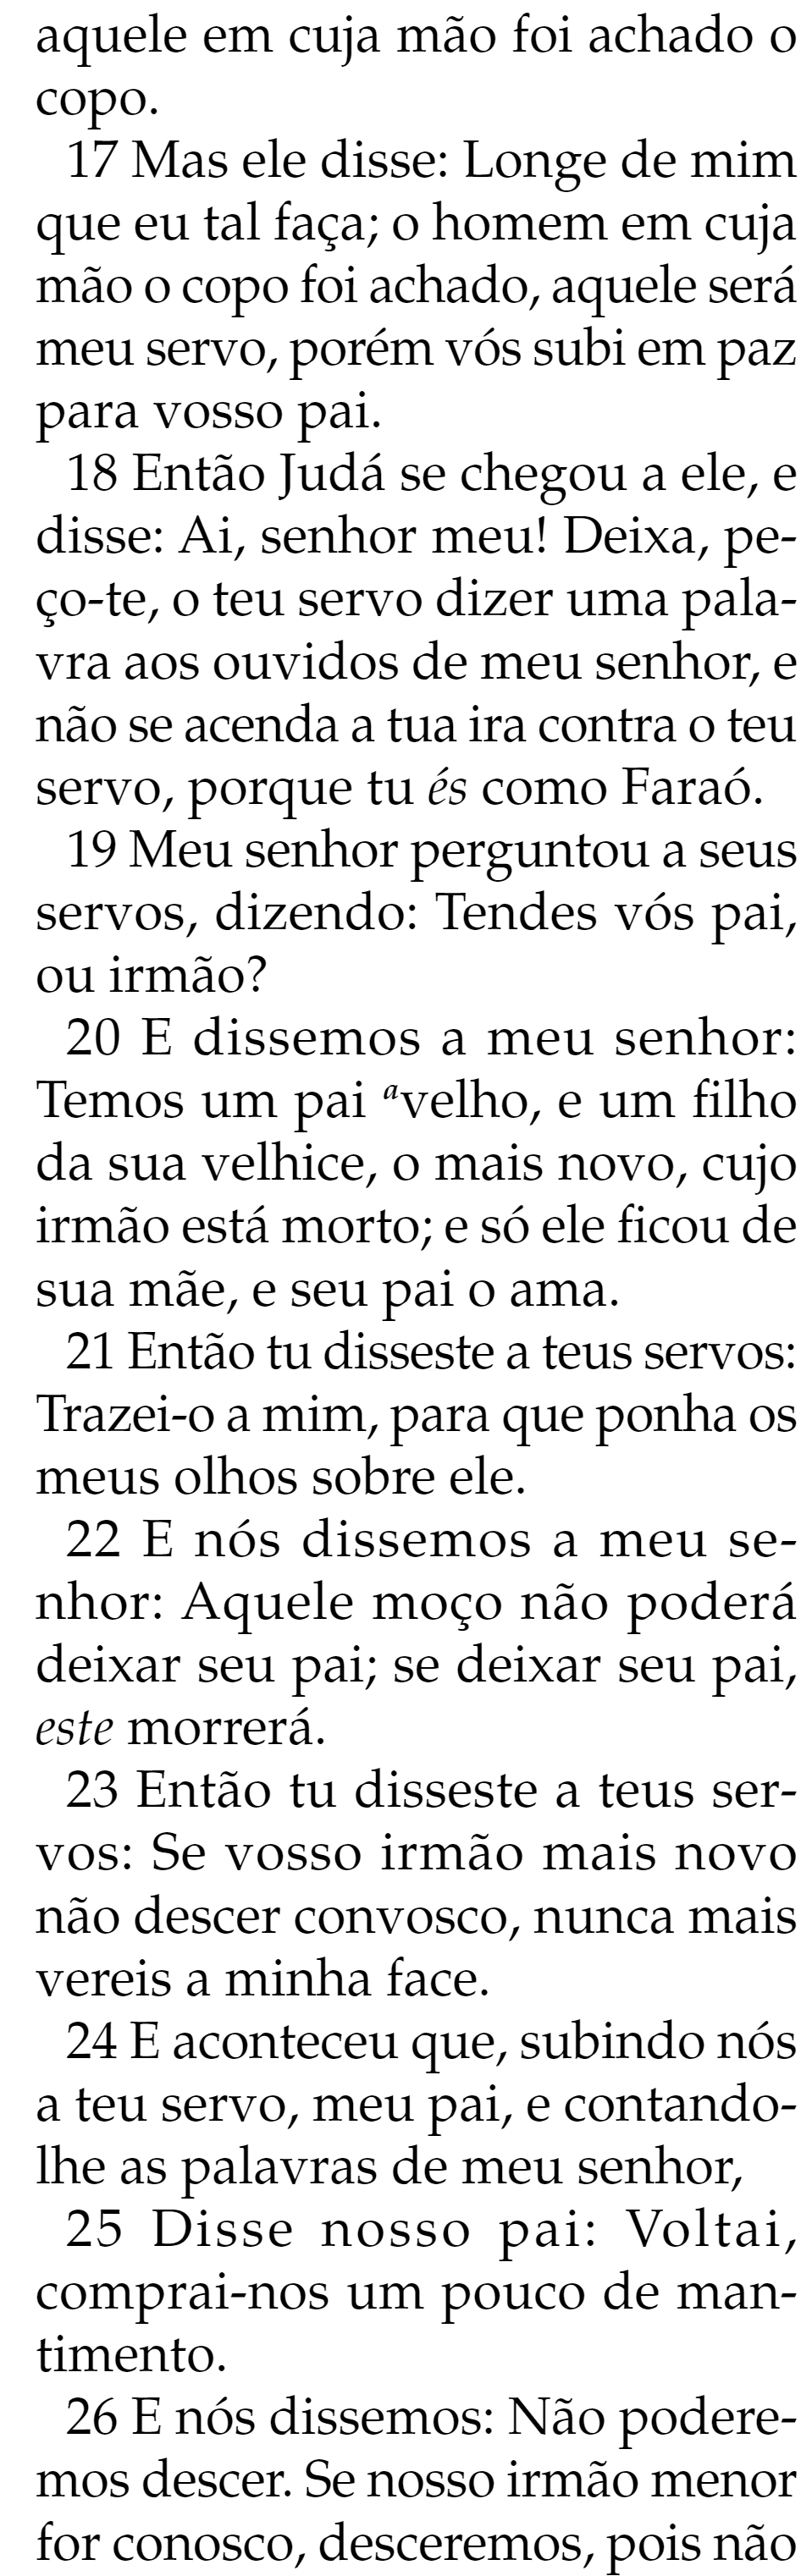 aquele em cuja mão foi achado o
copo.
17 Mas ele disse: Longe de mim
que eu tal faça; o homem em cuja
mão o copo foi achado, aquele será
meu servo, porém vós subi em paz
para vosso pai.
18 Então Judá se chegou a ele, e
disse: Ai, senhor meu! Deixa, pe-
ço-te, o teu servo dizer uma pala-
vra aos ouvidos de meu senhor, e
não se acenda a tua ira contra o teu
servo, porque tu és como Faraó.
19 Meu senhor perguntou a seus
servos, dizendo: Tendes vós pai,
ou irmão?
20 E dissemos a meu senhor:
Temos um pai ᵃvelho, e um filho
da sua velhice, o mais novo, cujo
irmão está morto; e só ele ficou de
sua mãe, e seu pai o ama.
21 Então tu disseste a teus servos:
Trazei-o a mim, para que ponha os
meus olhos sobre ele.
22 E nós dissemos a meu se-
nhor: Aquele moço não poderá
deixar seu pai; se deixar seu pai,
este morrerá.
23 Então tu disseste a teus ser-
vos: Se vosso irmão mais novo
não descer convosco, nunca mais
vereis a minha face.
24 E aconteceu que, subindo nós
a teu servo, meu pai, e contando-
lhe as palavras de meu senhor,
25 Disse nosso pai: Voltai,
comprai-nos um pouco de man-
timento.
26 E nós dissemos: Não podere-
mos descer. Se nosso irmão menor
for conosco, desceremos, pois não